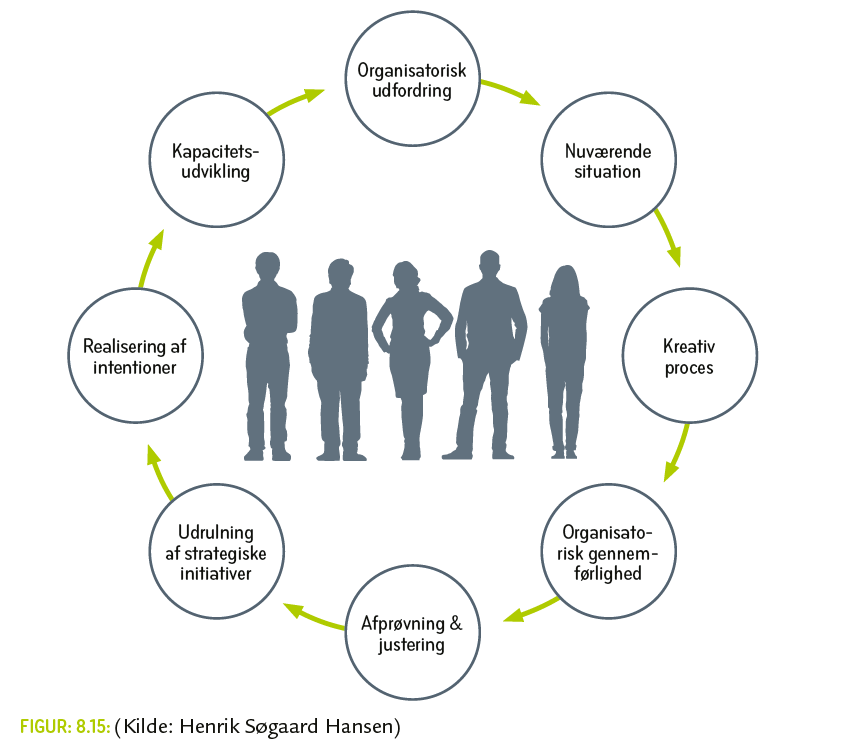 Organisatorisk
udfordring
Nuværende
situation
Kreativ
proces
Organisato-
risk gennem-
førlighed
Afprøvning &
justering
Udrulning
af strategiske
initiativer
Realisering af
intentioner
Kapacitets-
udvikling
FIGUR: 8.15: (Kilde: Henrik Søgaard Hansen)